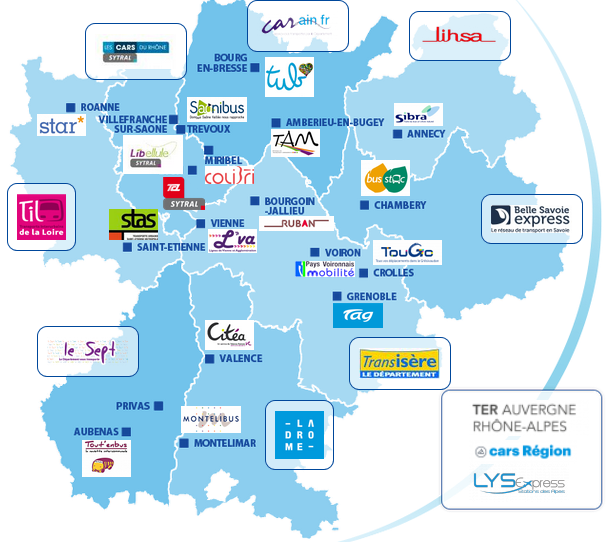 LES CARS DU RHÔNE
SYTRAL
car ain.fr
lihsa
BOURG
EN-BRESSE
tub
ROANNE
star
VILLEFRANCHE
SUR-SAONE
Saônibus
TREVOUX
AMBERIEU-EN-BUGEY
TAM
Sibra
ANNECY
Libellule
SYTRAL
MIRIBEL
colibri
TCL
SYTRAL
bus stac
CHAMBERY
Til
de la Loire
stas
SAINT-ETIENNE
VIENNE
L'va
BOURGOIN
-JALLIEU
RUBAN
Belle Savoie
express
Le réseau de transport en Savoie
VOIRON
Pays Voironnais
mobilité
TouGo
CROLLES
GRENOBLE
Tag
le Sept
Citéa
VALENCE
Transisère
LE DÉPARTEMENT
PRIVAS
MONTELIBUS
AUBENAS
Tout'enbus
MONTELIMAR
-LA
DRO
ME-
TER AUVERGNE
RHÔNE-ALPES
cars Région
LYS Express
stations des Alpes